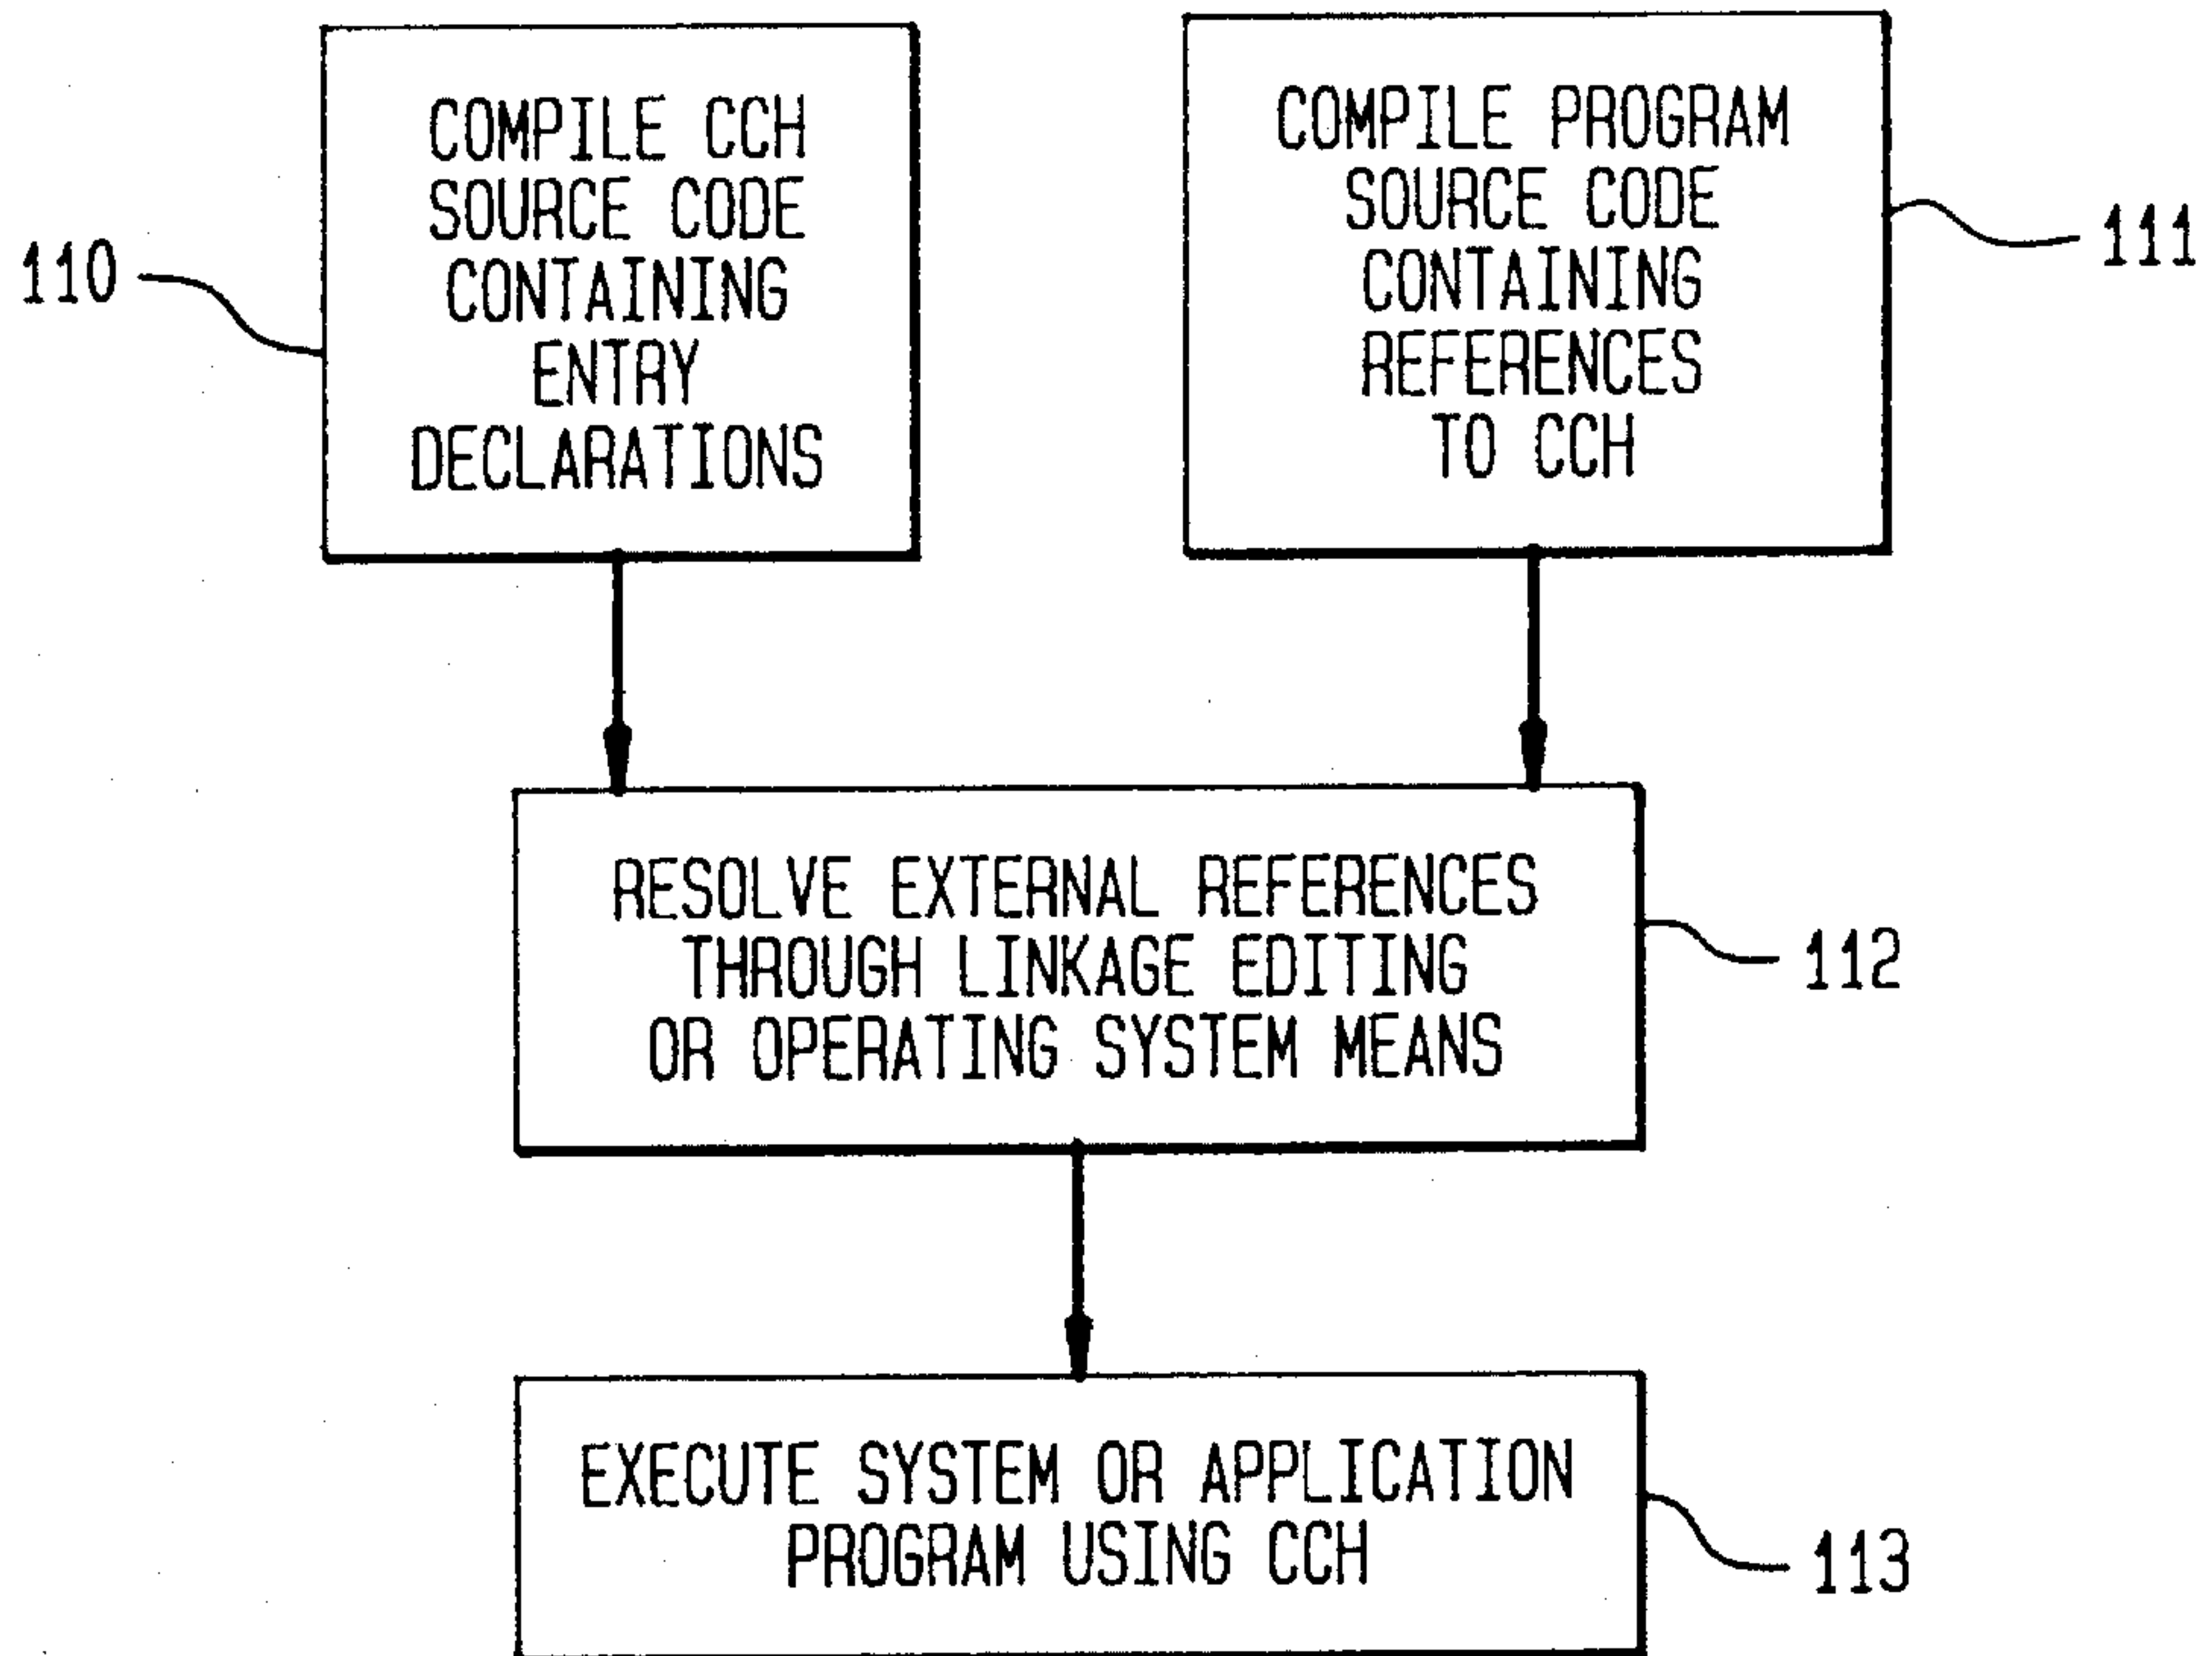 COMPILE CCH
SOURCE CODE
CONTAINING
ENTRY
DECLARATIONS
110
COMPILE PROGRAM
SOURCE CODE
CONTAINING
REFERENCES
TO CCH
111
RESOLVE EXTERNAL REFERENCES
THROUGH LINKAGE EDITING
OR OPERATING SYSTEM MEANS
112
EXECUTE SYSTEM OR APPLICATION
PROGRAM USING CCH
113